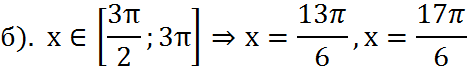 б). x ∈ [3π/2 ; 3π] ⇒ x = 13π/6 , x = 17π/6